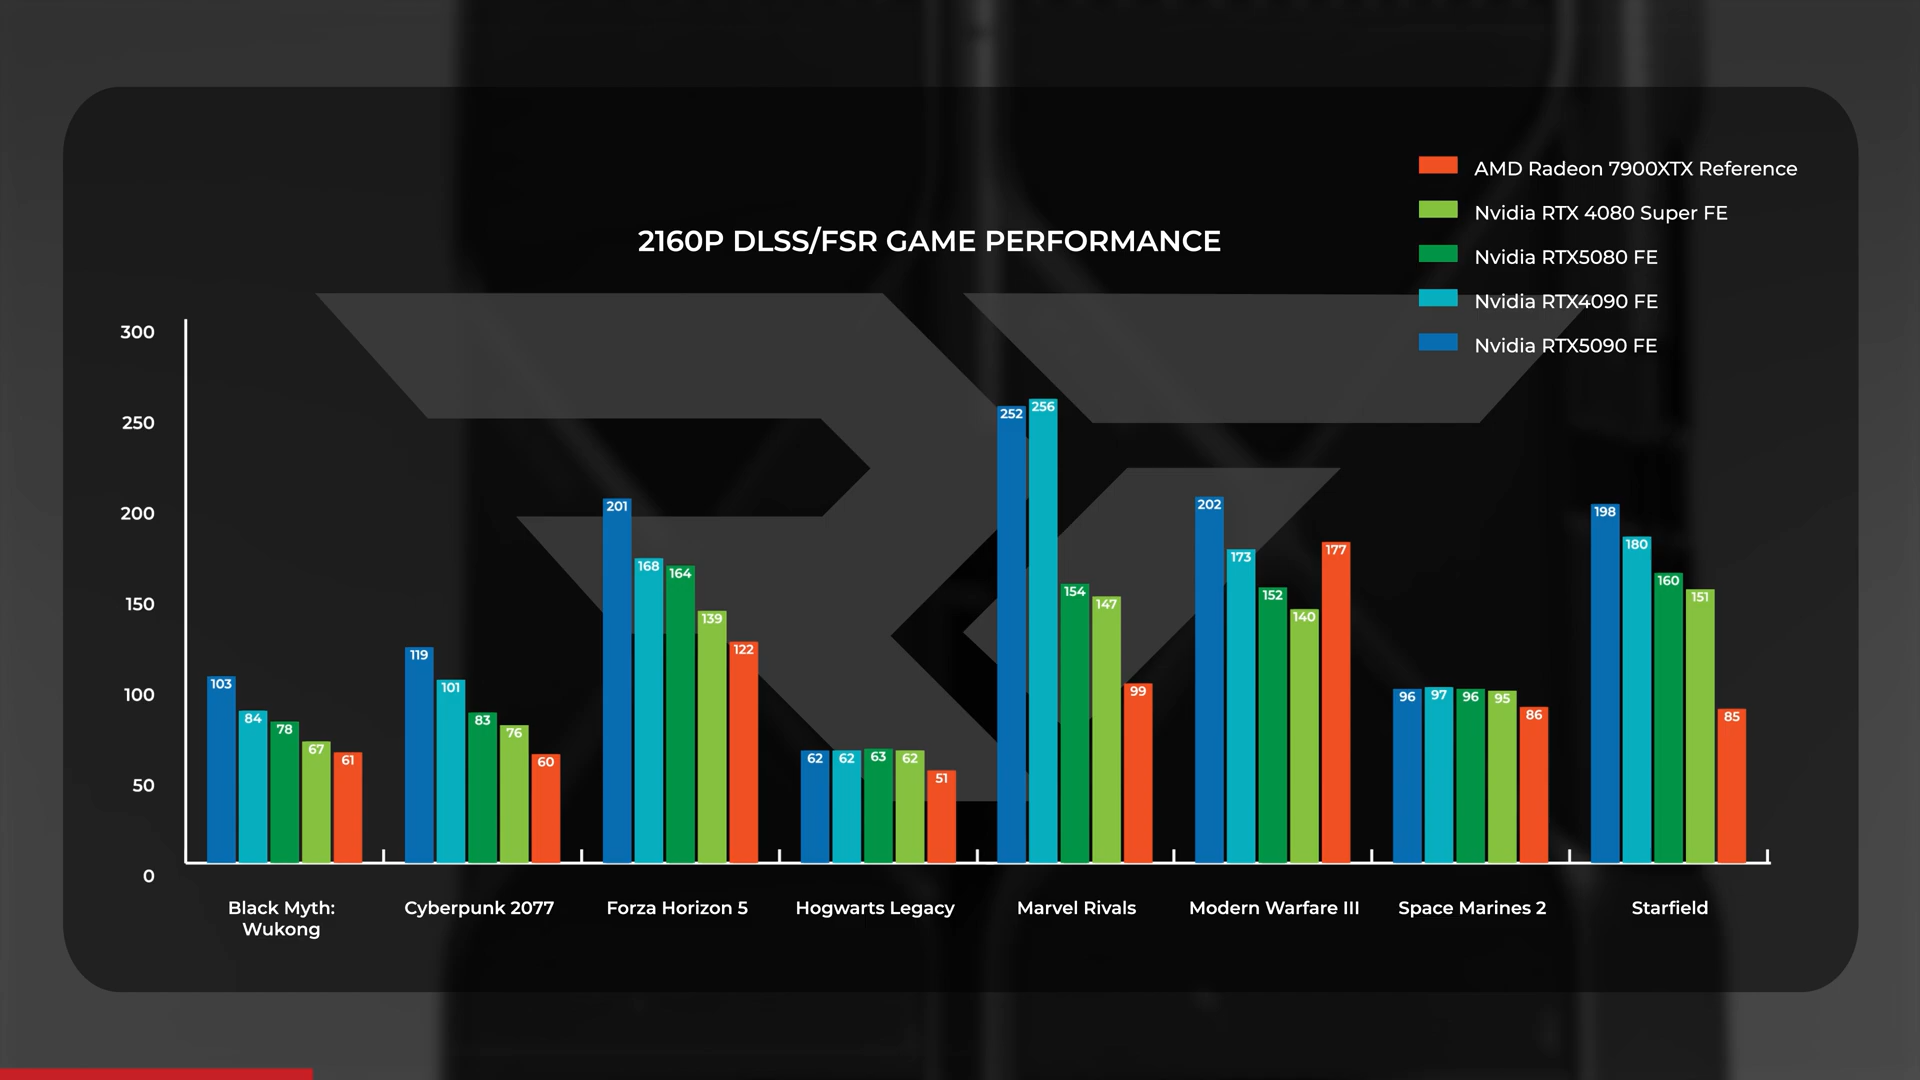 AMD Radeon 7900XTX Reference
Nvidia RTX 4080 Super FE
Nvidia RTX5080 FE
Nvidia RTX4090 FE
Nvidia RTX5090 FE
2160P DLSS/FSR GAME PERFORMANCE
300
250
200
150
100
50
0
103 84 78 67 61
119 101 83 76 60
201 168 164 139 122
62 62 63 62 51
252 256 154 147 99
202 173 152 140 177
96 97 96 95 86
198 180 160 151 85
Black Myth:
Wukong
Cyberpunk 2077
Forza Horizon 5
Hogwarts Legacy
Marvel Rivals
Modern Warfare III
Space Marines 2
Starfield